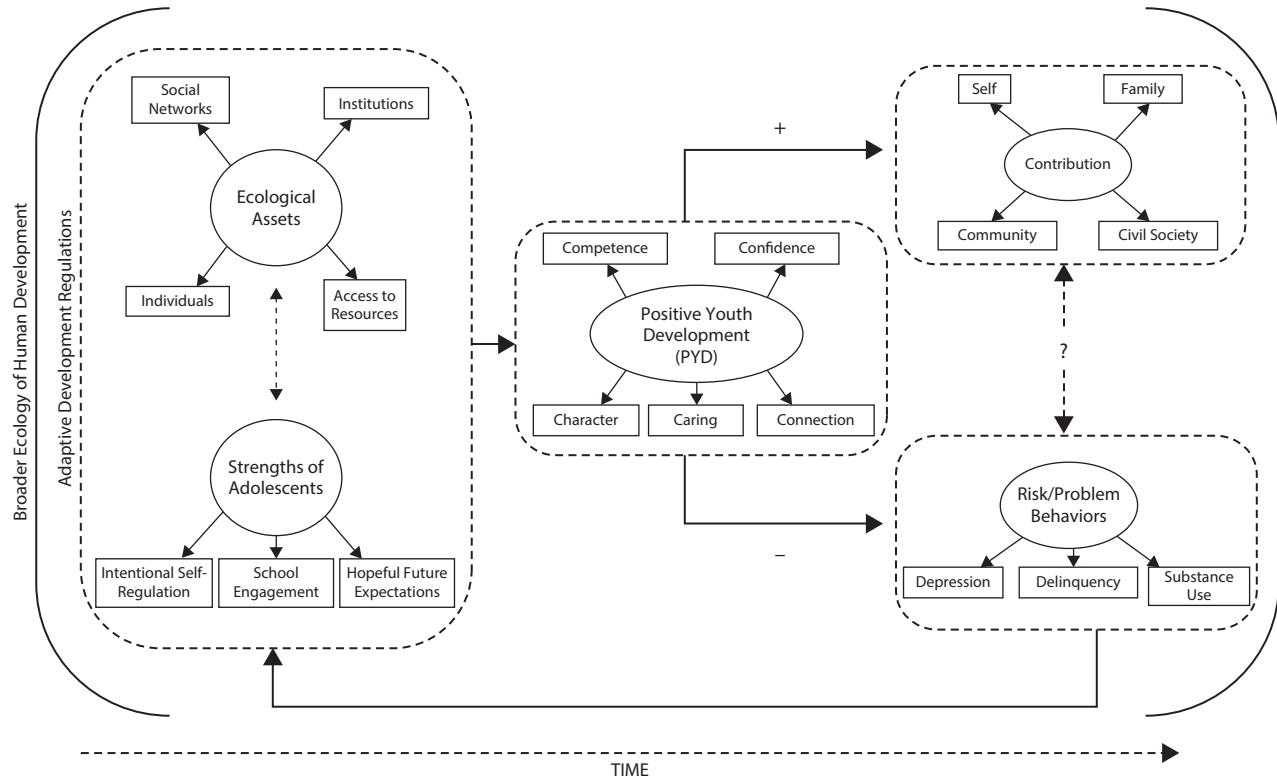 Broader Ecology of Human Development
Adaptive Development Regulations
Social
Networks
Institutions
Ecological
Assets
Individuals
Access to
Resources
Strengths of
Adolescents
Intentional Self-
Regulation
School
Engagement
Hopeful Future
Expectations
Competence
Confidence
Positive Youth
Development
(PYD)
Character
Caring
Connection
+
–
Self
Family
Contribution
Community
Civil Society
?
Risk/Problem
Behaviors
Depression
Delinquency
Substance
Use
TIME